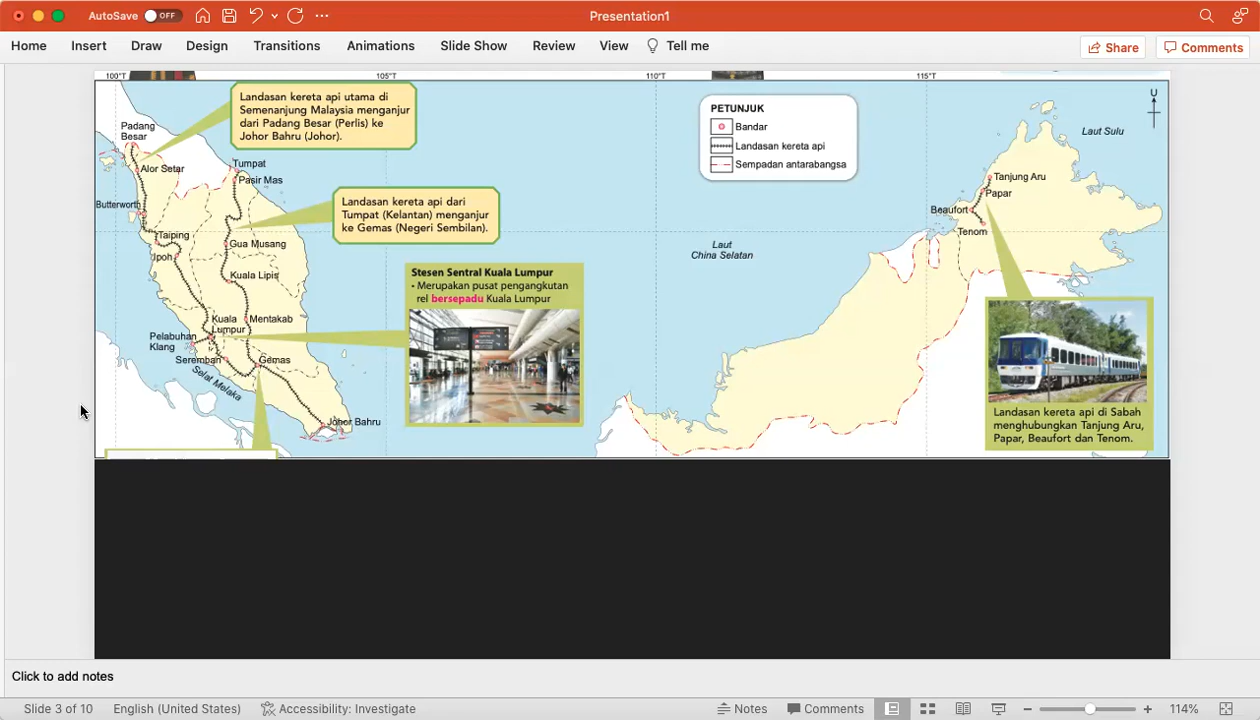 AutoSave OFF
Presentation1
Home Insert Draw Design Transitions Animations Slide Show Review View Tell me Share Comments
100°T 105°T 110°T 115°T
Landasan kereta api utama di
Semenanjung Malaysia menganjur
dari Padang Besar (Perlis) ke
Johor Bahru (Johor).
PETUNJUK
Bandar
Landasan kereta api
Sempadan antarabangsa
U
Laut Sulu
Padang
Besar
Alor Setar
Tumpat
Pasir Mas
Butterworth
Landasan kereta api dari
Tumpat (Kelantan) menganjur
ke Gemas (Negeri Sembilan).
Taiping
Ipoh
Gua Musang
Kuala Lipis
Laut
China Selatan
Tanjung Aru
Papar
Beaufort
Tenom
Stesen Sentral Kuala Lumpur
• Merupakan pusat pengangkutan
rel bersepadu Kuala Lumpur
Kuala
Lumpur
Mentakab
Pelabuhan
Klang
Seremban
Gemas
Selat Melaka
Johor Bahru
Landasan kereta api di Sabah
menghubungkan Tanjung Aru,
Papar, Beaufort dan Tenom.
Click to add notes
Slide 3 of 10 English (United States) Accessibility: Investigate Notes Comments 114%